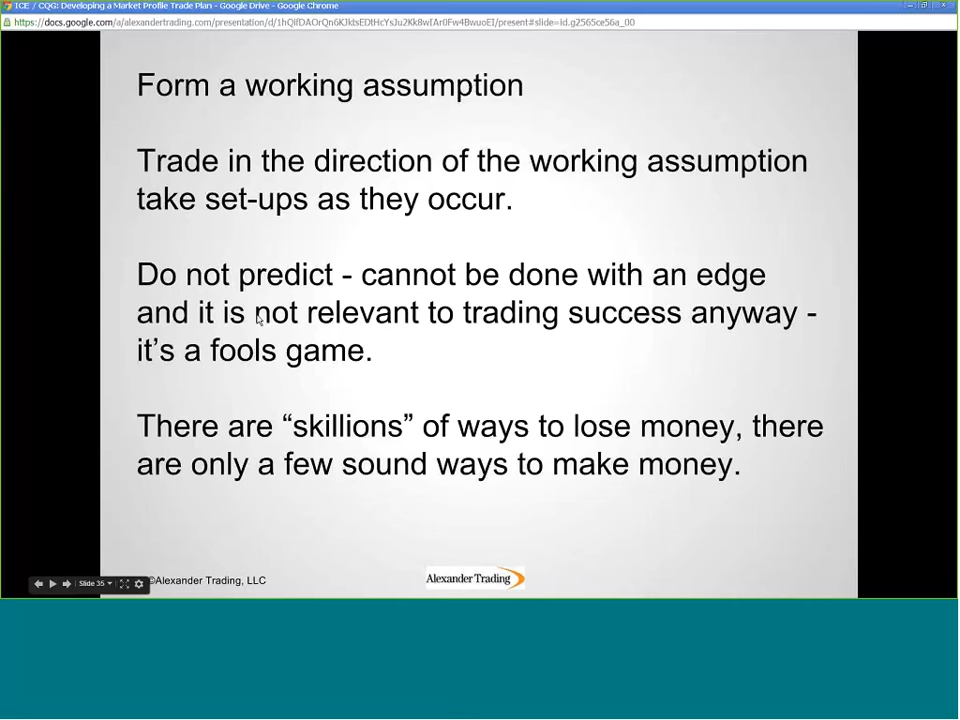 ICE / CQG: Developing a Market Profile Trade Plan - Google Drive - Google Chrome
Form a working assumption
Trade in the direction of the working assumption
take set-ups as they occur.
Do not predict - cannot be done with an edge
and it is not relevant to trading success anyway -
it's a fools game.
There are “skillions” of ways to lose money, there
are only a few sound ways to make money.
Slide 35
©Alexander Trading, LLC
Alexander Trading